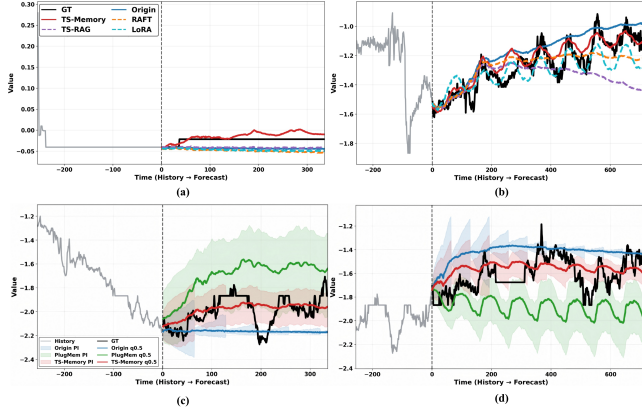 0.30
0.25
0.20
0.15
0.10
0.05
0.00
−0.05
Value
GT
TS-Memory
TS-RAG
Origin
RAFT
LoRA
−200 −100 0 100 200 300
Time (History → Forecast)
(a)
−1.0
−1.2
−1.4
−1.6
−1.8
Value
−200 0 200 400 600
Time (History → Forecast)
(b)
−1.2
−1.4
−1.6
−1.8
−2.0
−2.2
−2.4
Value
History
Origin PI
PlugMem PI
TS-Memory PI
GT
Origin q0.5
PlugMem q0.5
TS-Memory q0.5
−200 −100 0 100 200 300
Time (History → Forecast)
(c)
−1.2
−1.4
−1.6
−1.8
−2.0
−2.2
−2.4
Value
−200 0 200 400 600
Time (History → Forecast)
(d)